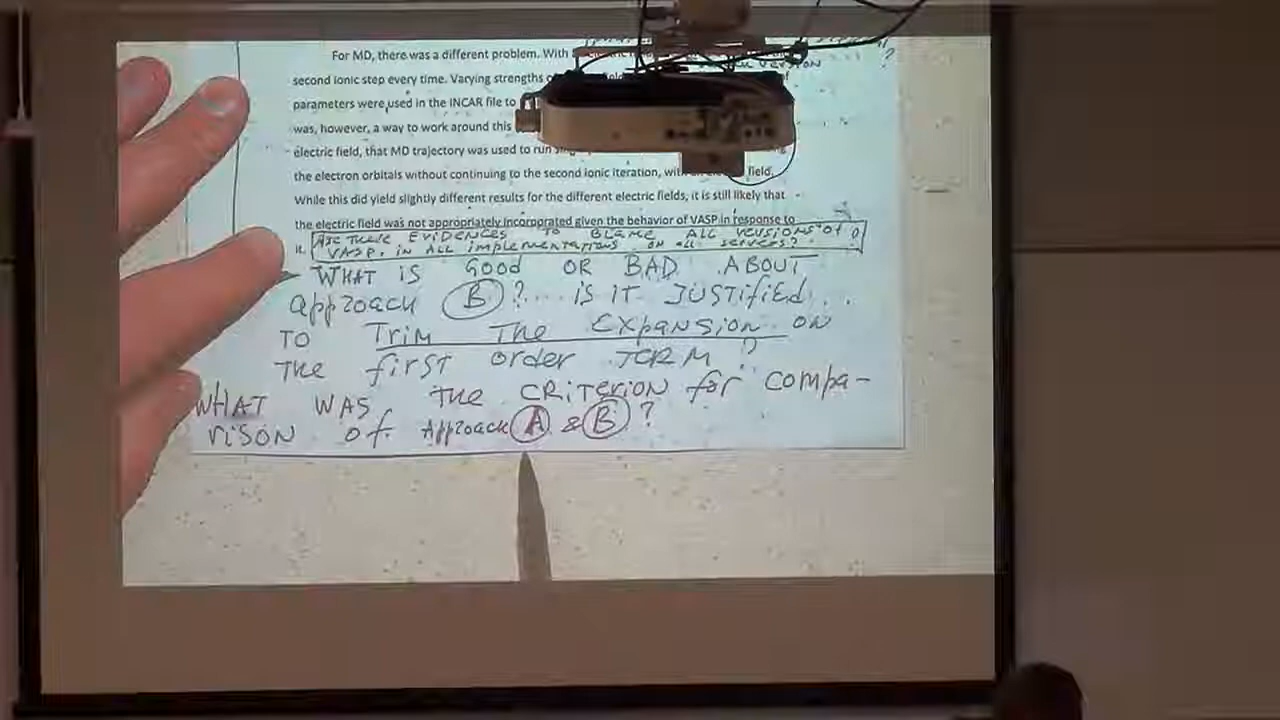 For MD, there was a different problem. With
second ionic step every time. Varying strengths
parameters were used in the INCAR file to
was, however, a way to work around this
electric field, that MD trajectory was used to run
the electron orbitals without continuing to the second ionic iteration, field.
While this did yield slightly different results for the different electric fields, it is still likely that
the electric field was not appropriately incorporated given the behavior of VASP in response to
it.
ARE THERE EVIDENCES TO BLAME ALL VERSIONS OF
VASP, IN ALL implementations ON all servers?
WHAT IS GOOD OR BAD ABOUT
Approach B ?... IS IT JUSTIFIED...
TO TRIM THE EXPANSION ON
THE first order TERM ?
WHAT WAS THE CRITERION for COMPA-
RISON Of Approach A & B ?